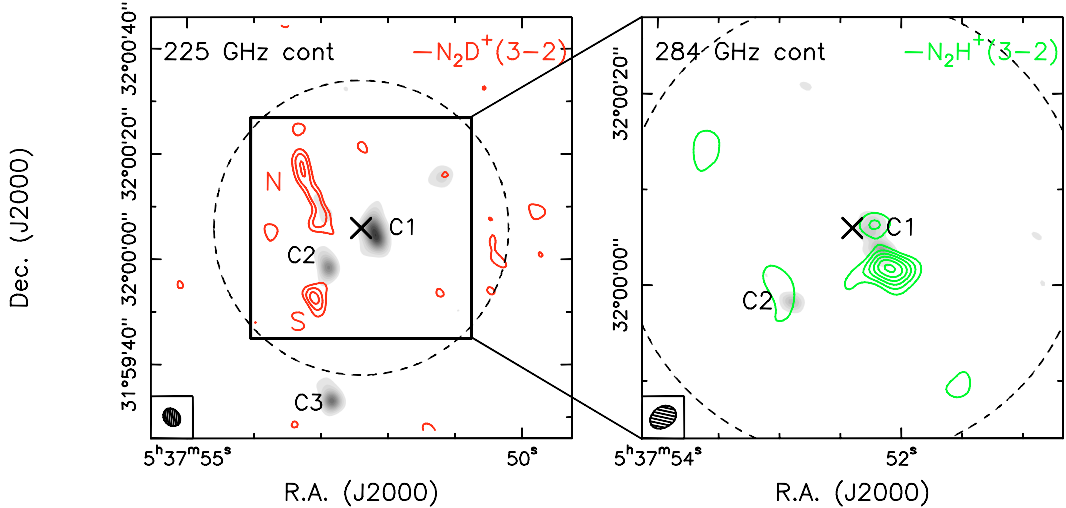 225 GHz cont
—N₂D⁺(3−2)
N
C1
C2
S
C3
32°00'40"
32°00'20"
32°00'00"
31°59'40"
5ʰ37ᵐ55ˢ
50ˢ
R.A. (J2000)
Dec. (J2000)
284 GHz cont
—N₂H⁺(3−2)
C1
C2
32°00'20"
32°00'00"
5ʰ37ᵐ54ˢ
52ˢ
R.A. (J2000)